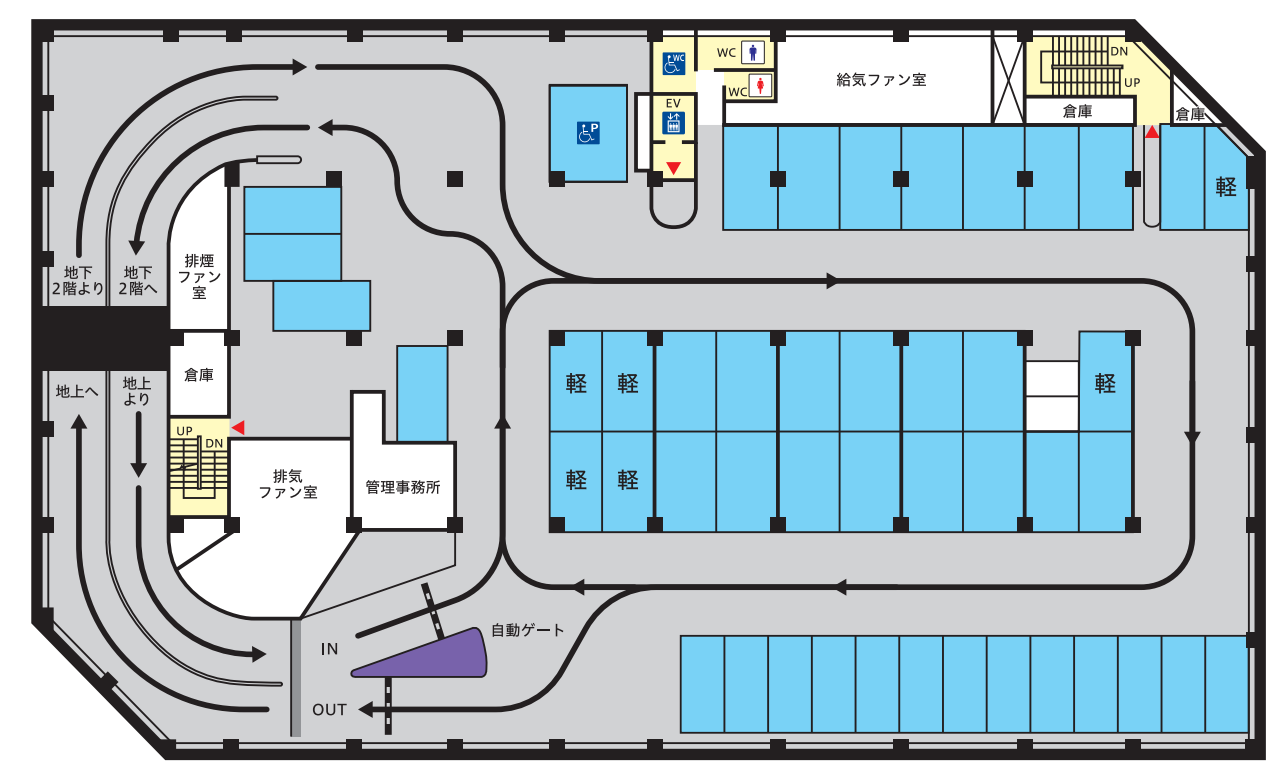 WC
WC
WC
EV
P
給気ファン室
DN
UP
倉庫
倉庫
軽
地下
2階より
地下
2階へ
排煙
ファン
室
倉庫
地上へ
地上
より
UP
DN
排気
ファン室
管理事務所
軽
軽
軽
軽
軽
自動ゲート
IN
OUT